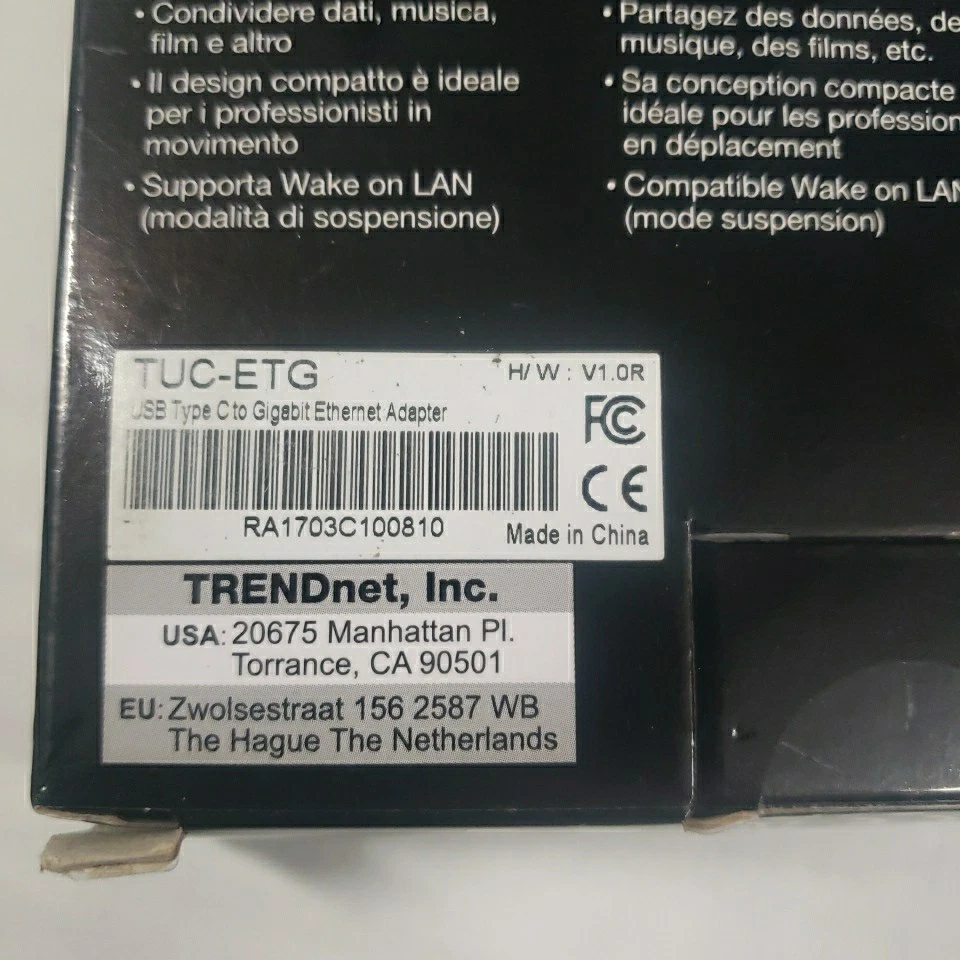 • Condividere dati, musica,
film e altro
• Il design compatto è ideale
per i professionisti in
movimento
• Supporta Wake on LAN
(modalità di sospensione)
• Partagez des données, de
musique, des films, etc.
• Sa conception compacte
idéale pour les profession
en déplacement
• Compatible Wake on LAN
(mode suspension)
TUC-ETG
H/W : V1.0R
USB Type C to Gigabit Ethernet Adapter
FC
CE
RA1703C100810
Made in China
TRENDnet, Inc.
USA: 20675 Manhattan Pl.
Torrance, CA 90501
EU: Zwolsestraat 156 2587 WB
The Hague The Netherlands